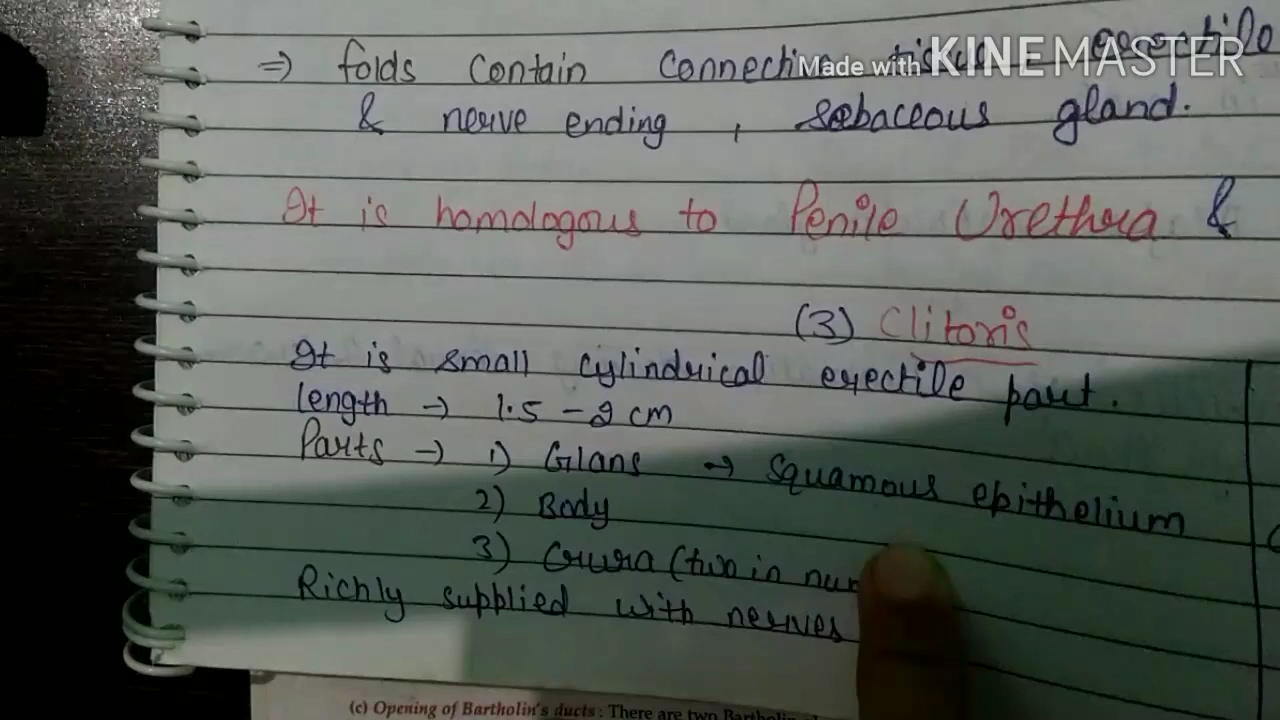 ⇒ folds contain connective tissue, erectile
Made with KINEMASTER
& nerve ending , sebaceous gland.
It is homologous to Penile Urethra &
(3) Clitoris
It is small cylindrical erectile part.
length → 1.5 - 2 cm
Parts → 1) Glans → Squamous epithelium
2) Body
3) Crura (two in
Richly supplied with nerves
(c) Opening of Bartholin's ducts : There are two